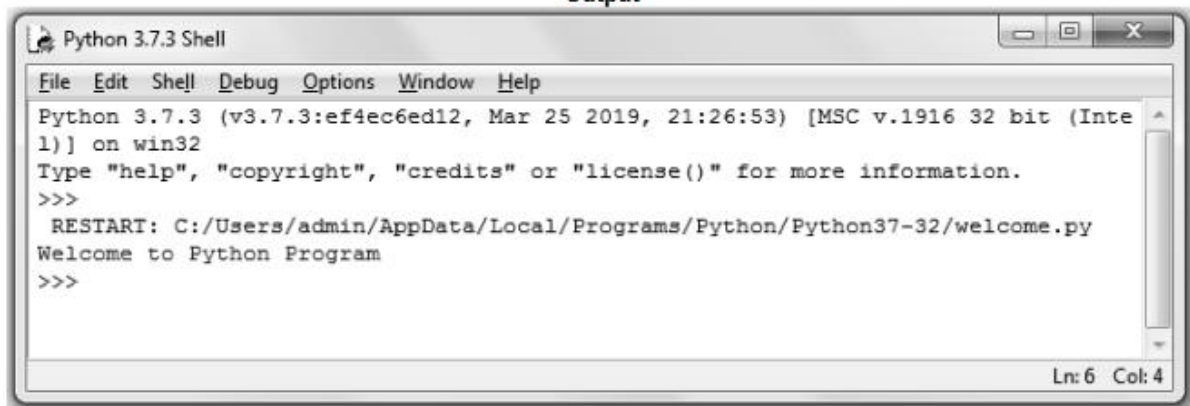 Output
Python 3.7.3 Shell
File Edit Shell Debug Options Window Help
Python 3.7.3 (v3.7.3:ef4ec6ed12, Mar 25 2019, 21:26:53) [MSC v.1916 32 bit (Inte
l)] on win32
Type "help", "copyright", "credits" or "license()" for more information.
>>>
RESTART: C:/Users/admin/AppData/Local/Programs/Python/Python37-32/welcome.py
Welcome to Python Program
>>>
Ln: 6 Col: 4